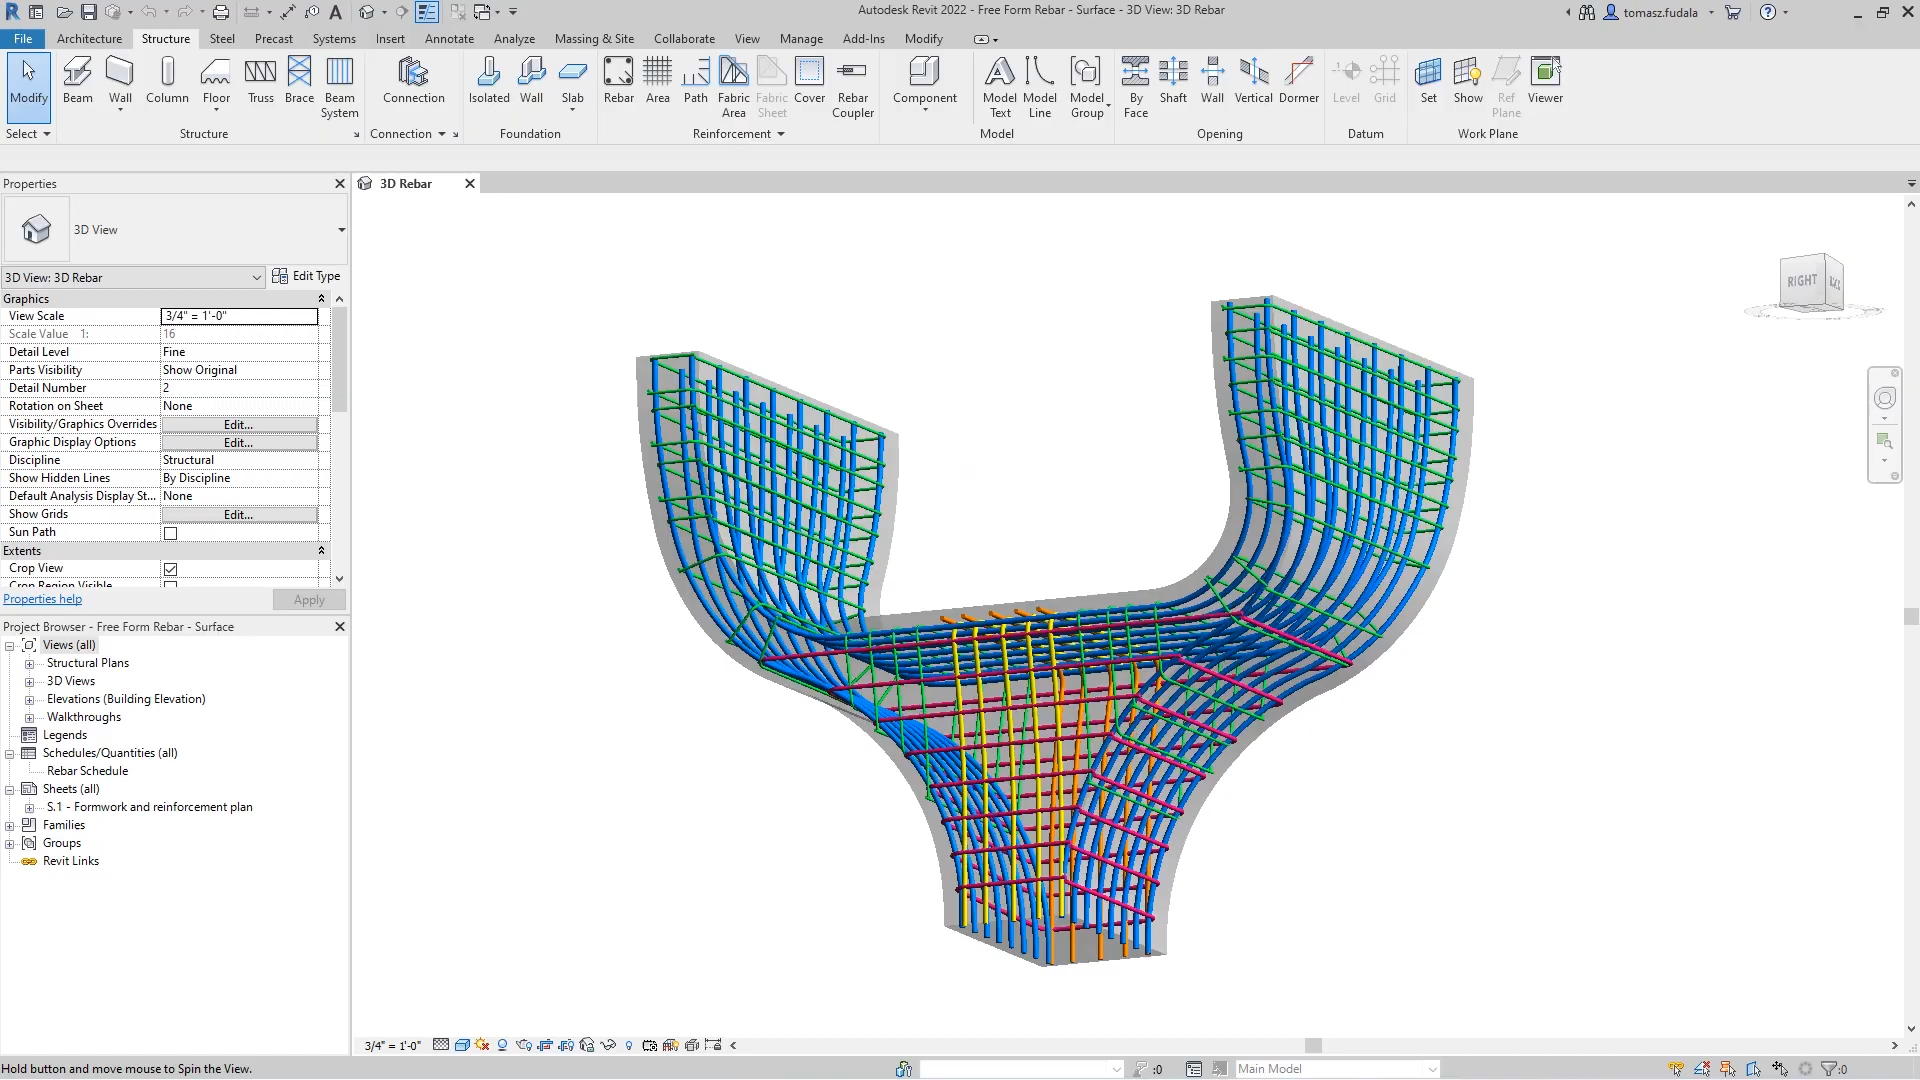 Autodesk Revit 2022 - Free Form Rebar - Surface - 3D View: 3D Rebar
tomasz.fudala
File Architecture Structure Steel Precast Systems Insert Annotate Analyze Massing & Site Collaborate View Manage Add-Ins Modify
Modify
Beam
Wall
Column
Floor
Truss
Brace
Beam System
Connection
Isolated
Wall
Slab
Rebar
Area
Path
Fabric Area
Fabric Sheet
Cover
Rebar Coupler
Component
Model Text
Model Line
Model Group
By Face
Shaft
Wall
Vertical
Dormer
Level
Grid
Set
Show
Ref Plane
Viewer
Select Structure Connection Foundation Reinforcement Model Opening Datum Work Plane
Properties
3D Rebar
3D View
3D View: 3D Rebar Edit Type
Graphics
View Scale 3/4" = 1'-0"
Scale Value 1: 16
Detail Level Fine
Parts Visibility Show Original
Detail Number 2
Rotation on Sheet None
Visibility/Graphics Overrides Edit...
Graphic Display Options Edit...
Discipline Structural
Show Hidden Lines By Discipline
Default Analysis Display St... None
Show Grids Edit...
Sun Path
Extents
Crop View
Crop Region Visible
Properties help Apply
Project Browser - Free Form Rebar - Surface
Views (all)
Structural Plans
3D Views
Elevations (Building Elevation)
Walkthroughs
Legends
Schedules/Quantities (all)
Rebar Schedule
Sheets (all)
S.1 - Formwork and reinforcement plan
Families
Groups
Revit Links
RIGHT
3/4" = 1'-0"
Hold button and move mouse to Spin the View.
:0
Main Model
:0